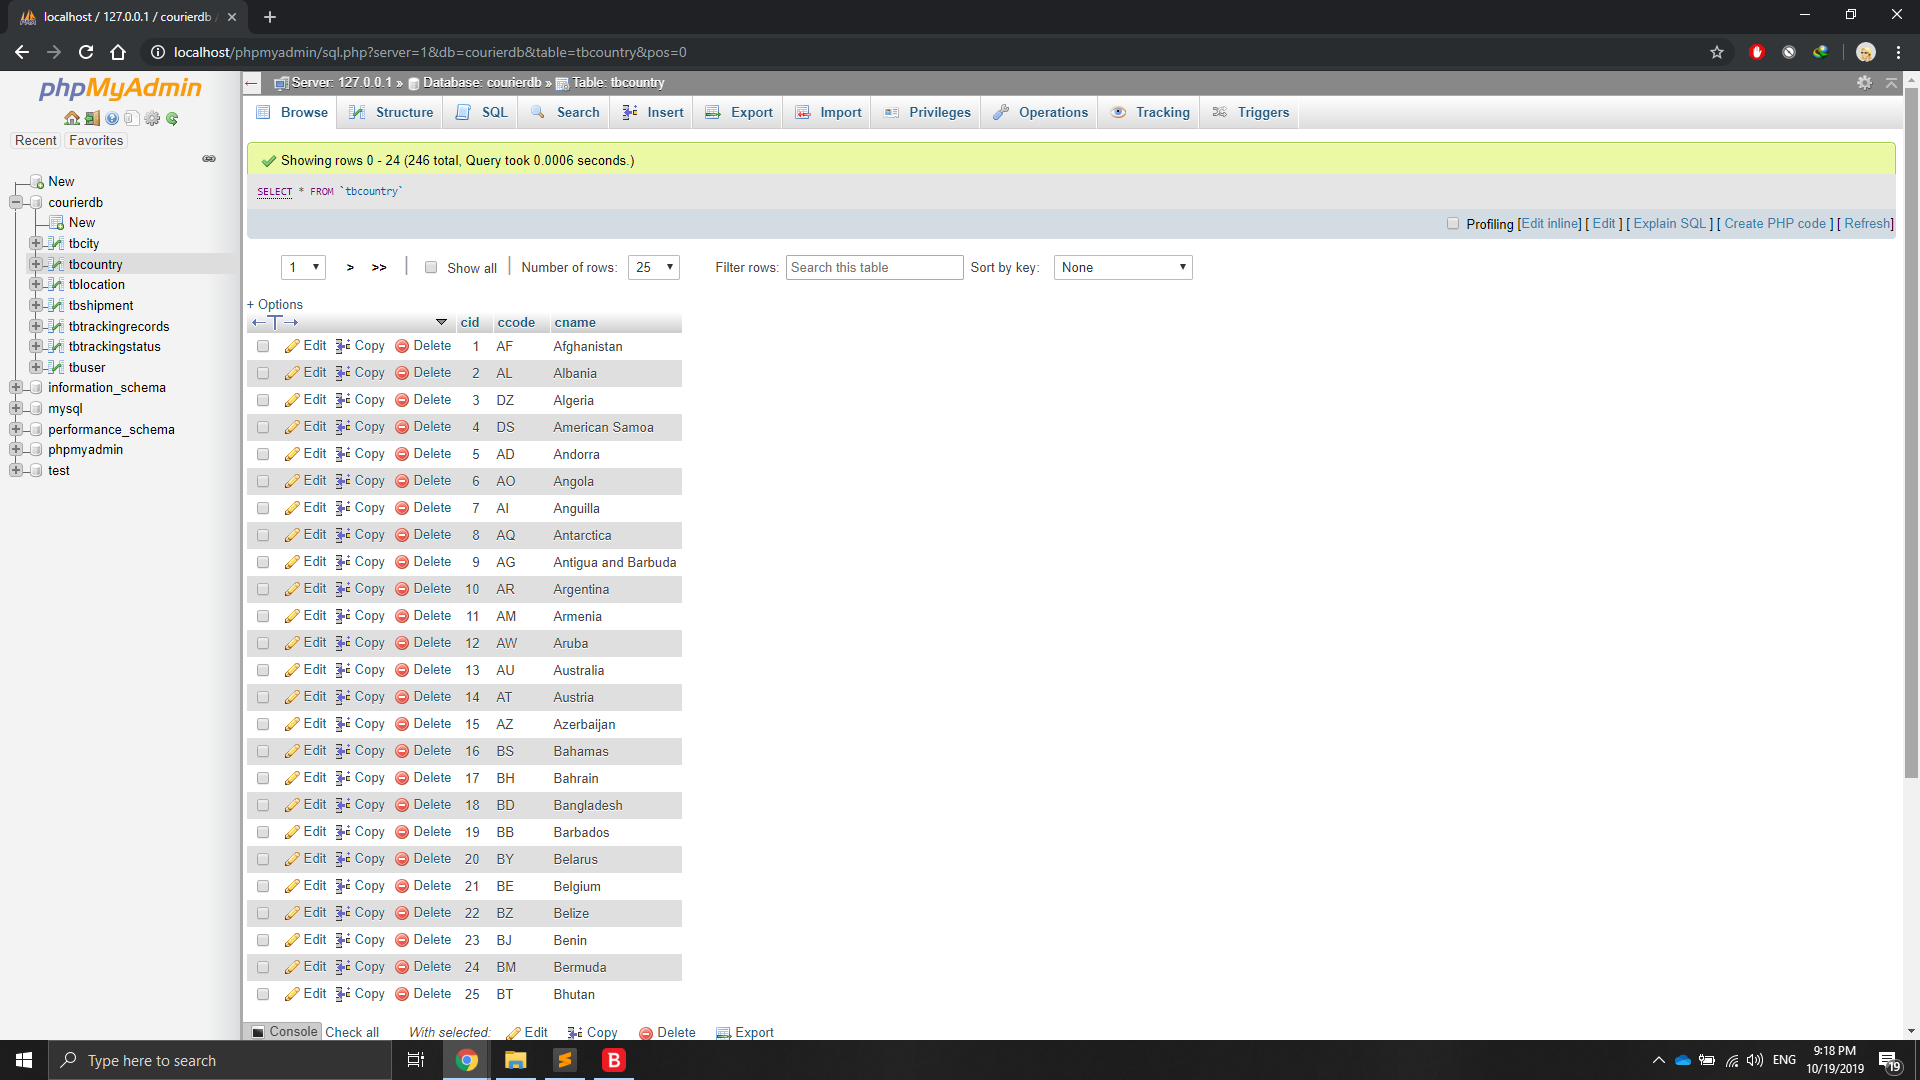 localhost / 127.0.0.1 / courierdb
localhost/phpmyadmin/sql.php?server=1&db=courierdb&table=tbcountry&pos=0
phpMyAdmin
Recent Favorites
New
courierdb
New
tbcity
tbcountry
tblocation
tbshipment
tbtrackingrecords
tbtrackingstatus
tbuser
information_schema
mysql
performance_schema
phpmyadmin
test
Server: 127.0.0.1 » Database: courierdb » Table: tbcountry
Browse Structure SQL Search Insert Export Import Privileges Operations Tracking Triggers
Showing rows 0 - 24 (246 total, Query took 0.0006 seconds.)
SELECT * FROM `tbcountry`
Profiling [Edit inline] [ Edit ] [ Explain SQL ] [ Create PHP code ] [ Refresh]
1 > >> Show all Number of rows: 25 Filter rows: Search this table Sort by key: None
+ Options
cid ccode cname
Edit Copy Delete 1 AF Afghanistan
Edit Copy Delete 2 AL Albania
Edit Copy Delete 3 DZ Algeria
Edit Copy Delete 4 DS American Samoa
Edit Copy Delete 5 AD Andorra
Edit Copy Delete 6 AO Angola
Edit Copy Delete 7 AI Anguilla
Edit Copy Delete 8 AQ Antarctica
Edit Copy Delete 9 AG Antigua and Barbuda
Edit Copy Delete 10 AR Argentina
Edit Copy Delete 11 AM Armenia
Edit Copy Delete 12 AW Aruba
Edit Copy Delete 13 AU Australia
Edit Copy Delete 14 AT Austria
Edit Copy Delete 15 AZ Azerbaijan
Edit Copy Delete 16 BS Bahamas
Edit Copy Delete 17 BH Bahrain
Edit Copy Delete 18 BD Bangladesh
Edit Copy Delete 19 BB Barbados
Edit Copy Delete 20 BY Belarus
Edit Copy Delete 21 BE Belgium
Edit Copy Delete 22 BZ Belize
Edit Copy Delete 23 BJ Benin
Edit Copy Delete 24 BM Bermuda
Edit Copy Delete 25 BT Bhutan
Console Check all With selected: Edit Copy Delete Export
Type here to search
B
ENG
9:18 PM
10/19/2019
19